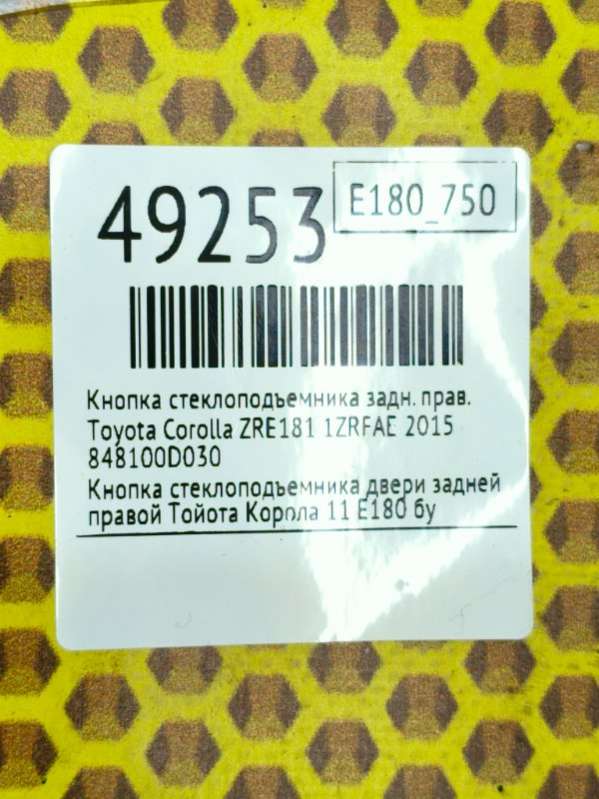 49253
E180_750
Кнопка стеклоподъемника задн. прав.
Toyota Corolla ZRE181 1ZRFAE 2015
848100D030
Кнопка стеклоподъемника двери задней
правой Тойота Корола 11 Е180 бу